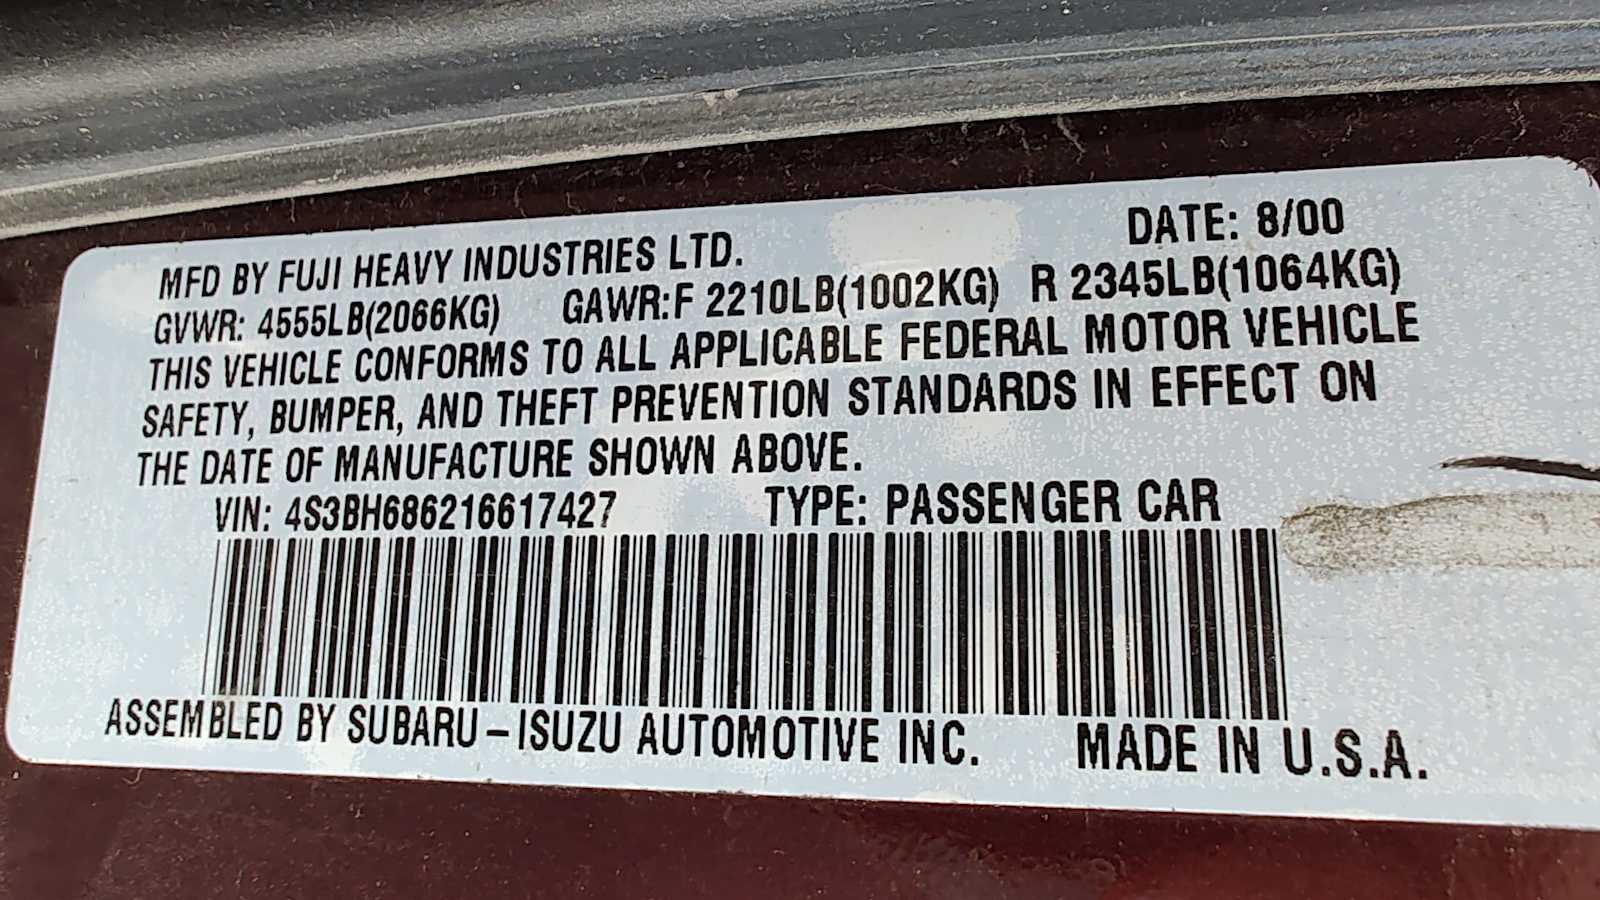 MFD BY FUJI HEAVY INDUSTRIES LTD. DATE: 8/00
GVWR: 4555LB(2066KG) GAWR:F 2210LB(1002KG) R 2345LB(1064KG)
THIS VEHICLE CONFORMS TO ALL APPLICABLE FEDERAL MOTOR VEHICLE
SAFETY, BUMPER, AND THEFT PREVENTION STANDARDS IN EFFECT ON
THE DATE OF MANUFACTURE SHOWN ABOVE.
VIN: 4S3BH686216617427 TYPE: PASSENGER CAR
ASSEMBLED BY SUBARU-ISUZU AUTOMOTIVE INC. MADE IN U.S.A.